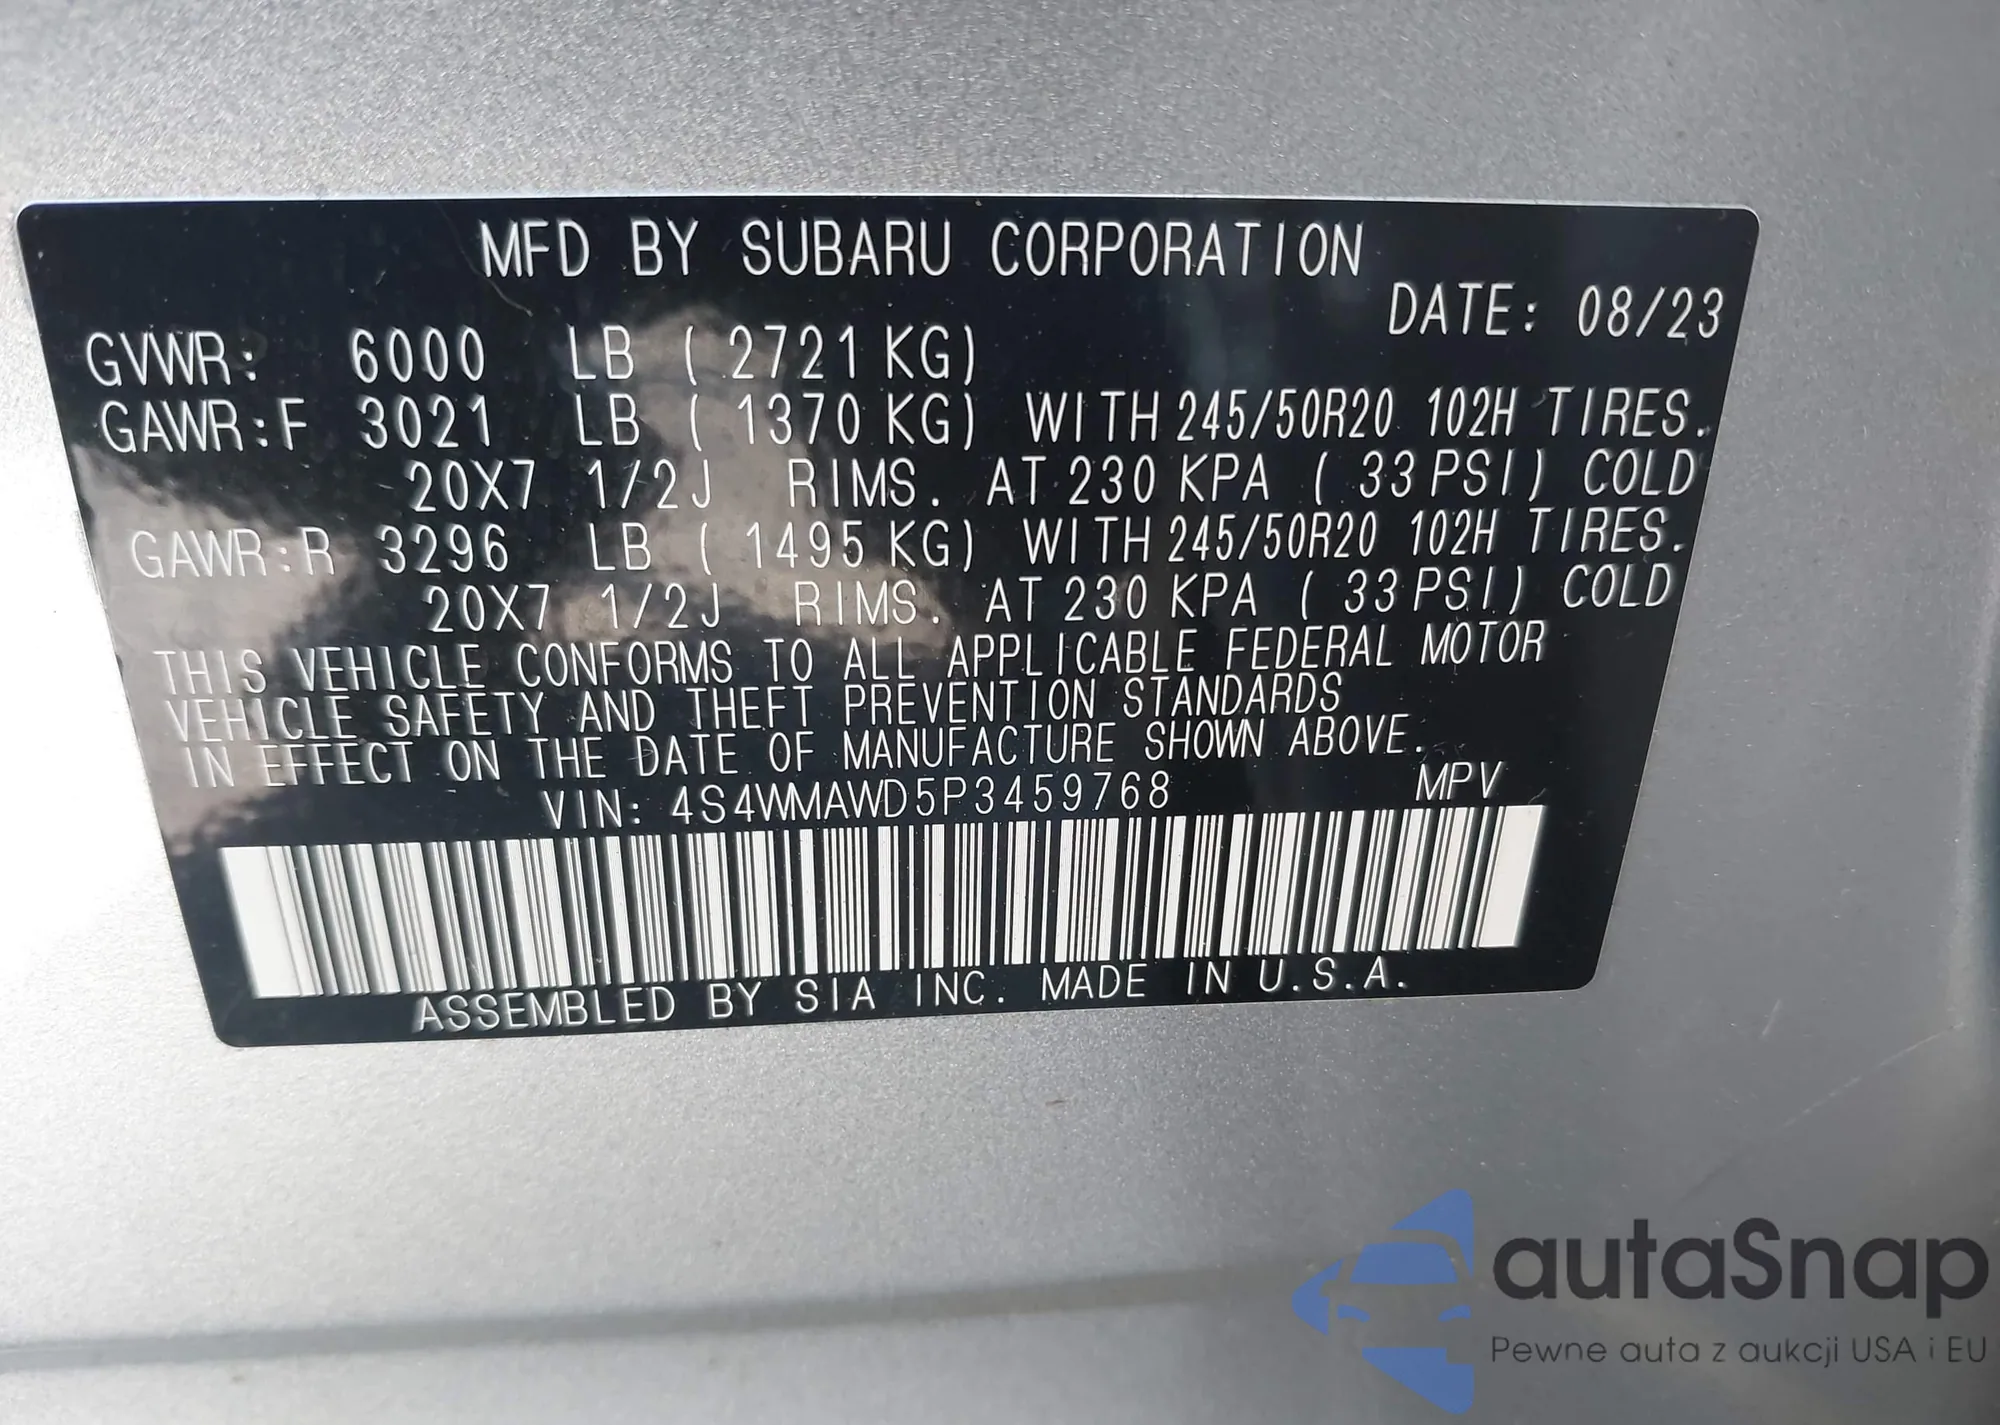 MFD BY SUBARU CORPORATION
DATE: 08/23
GVWR: 6000 LB ( 2721 KG)
GAWR:F 3021 LB ( 1370 KG) WITH 245/50R20 102H TIRES.
20X7 1/2J RIMS. AT 230 KPA ( 33 PSI) COLD
GAWR:R 3296 LB ( 1495 KG) WITH 245/50R20 102H TIRES.
20X7 1/2J RIMS. AT 230 KPA ( 33 PSI) COLD
THIS VEHICLE CONFORMS TO ALL APPLICABLE FEDERAL MOTOR
VEHICLE SAFETY AND THEFT PREVENTION STANDARDS
IN EFFECT ON THE DATE OF MANUFACTURE SHOWN ABOVE.
VIN: 4S4WMAWD5P3459768 MPV
ASSEMBLED BY SIA INC. MADE IN U.S.A.
autaSnap
Pewne auta z aukcji USA i EU